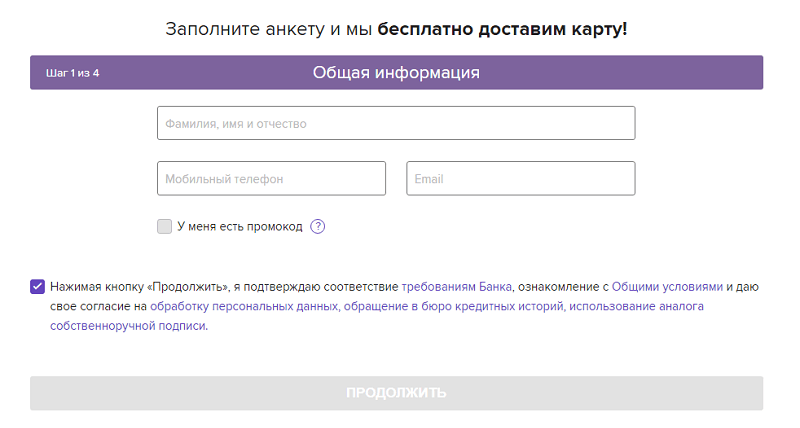 Заполните анкету и мы бесплатно доставим карту!
Шаг 1 из 4
Общая информация
Фамилия, имя и отчество
Мобильный телефон
Email
У меня есть промокод ?
Нажимая кнопку «Продолжить», я подтверждаю соответствие требованиям Банка, ознакомление с Общими условиями и даю
свое согласие на обработку персональных данных, обращение в бюро кредитных историй, использование аналога
собственноручной подписи.
ПРОДОЛЖИТЬ